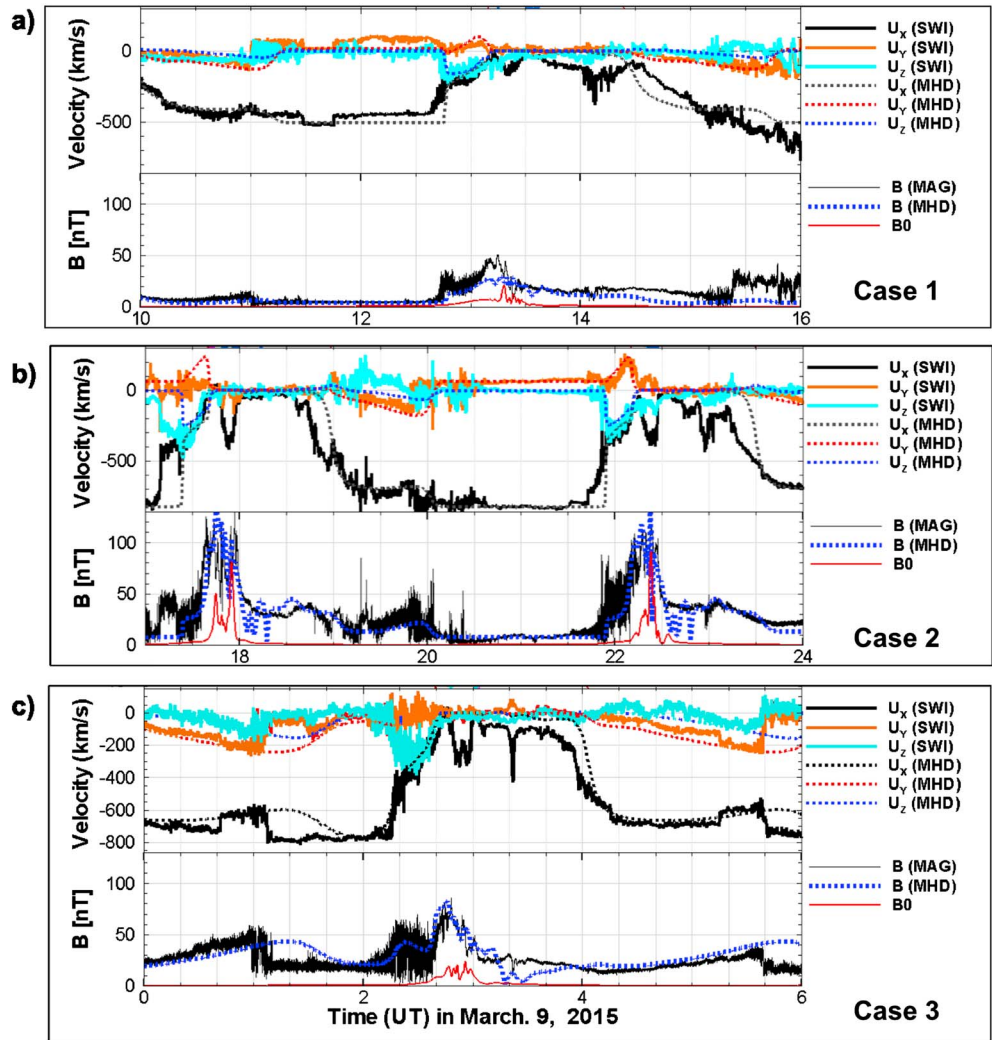 a)
Velocity (km/s)
0
-500
U_X (SWI)
U_Y (SWI)
U_Z (SWI)
U_X (MHD)
U_Y (MHD)
U_Z (MHD)
B [nT]
100
50
0
B (MAG)
B (MHD)
B0
Case 1
10 12 14 16
b)
Velocity (km/s)
0
-500
U_X (SWI)
U_Y (SWI)
U_Z (SWI)
U_X (MHD)
U_Y (MHD)
U_Z (MHD)
B [nT]
100
50
0
B (MAG)
B (MHD)
B0
Case 2
18 20 22 24
c)
Velocity (km/s)
0
-200
-400
-600
-800
U_X (SWI)
U_Y (SWI)
U_Z (SWI)
U_X (MHD)
U_Y (MHD)
U_Z (MHD)
B [nT]
100
50
0
B (MAG)
B (MHD)
B0
Case 3
0 2 4 6
Time (UT) in March. 9, 2015